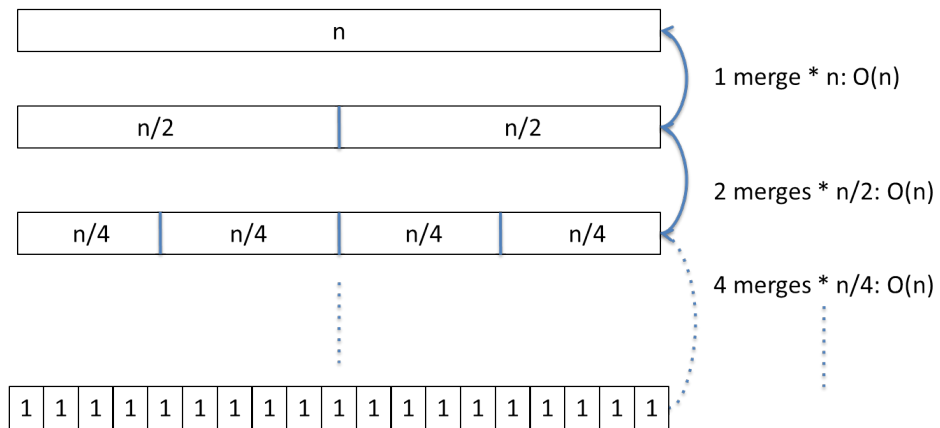 n
1 merge * n: O(n)
n/2 n/2
2 merges * n/2: O(n)
n/4 n/4 n/4 n/4
4 merges * n/4: O(n)
1 1 1 1 1 1 1 1 1 1 1 1 1 1 1 1 1 1 1